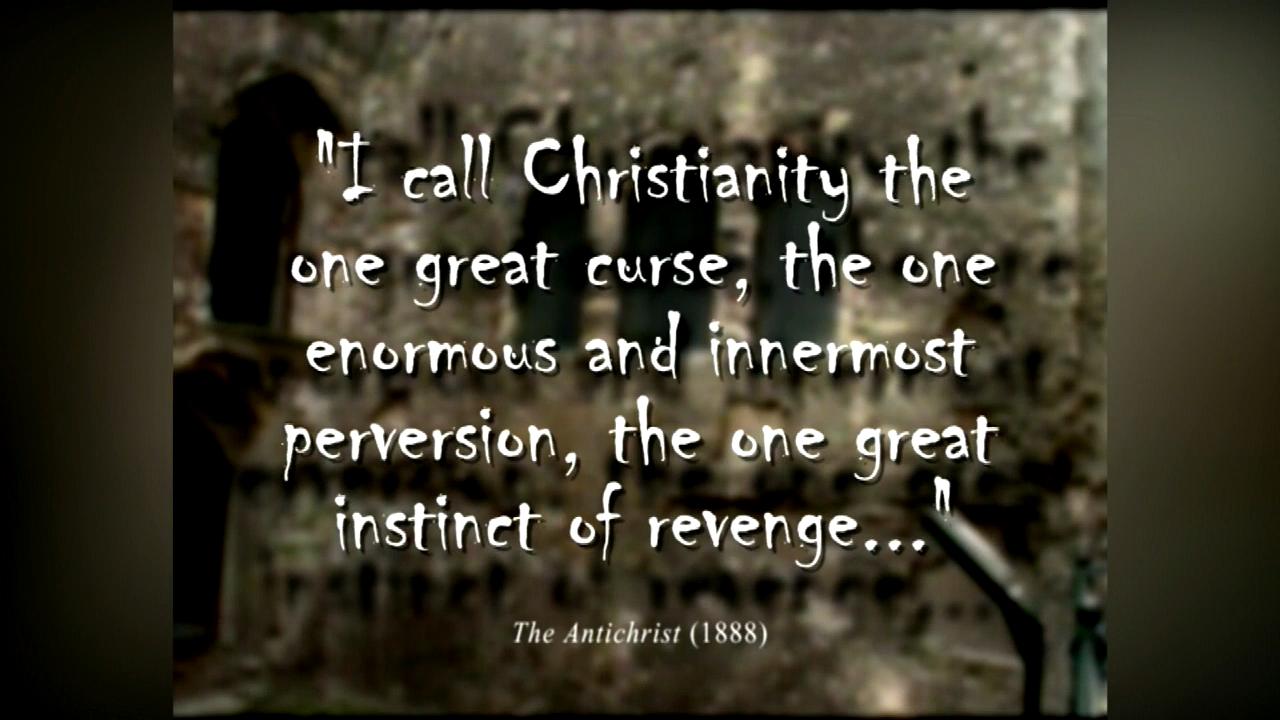 "I call Christianity the
one great curse, the one
enormous and innermost
perversion, the one great
instinct of revenge..."
The Antichrist (1888)